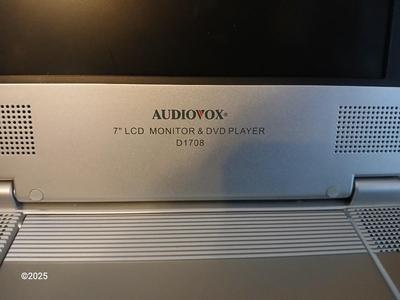 AUDIOVOX®
7" LCD MONITOR & DVD PLAYER
D1708
©2025